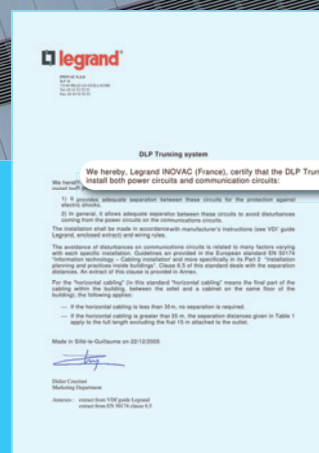 legrand
INOVAC S.A.S
DLP Trunking system
We hereby, Legrand INOVAC (France), certify that the DLP Trun
install both power circuits and communication circuits:
1) It provides adequate separation between these circuits for the protection against
electric shocks.
2) In general, it allows adequate separation between these circuits to avoid disturbances
coming from the power circuits on the communications circuits.
The installation shall be made in accordance with manufacturer's instructions (see VDI guide
Legrand, enclosed extract) and wiring rules.
The avoidance of disturbances on communications circuits is related to many factors varying
with each specific installation. Guidelines are provided in the European standard EN 50174
"Information technology – Cabling installation" and more specifically in its Part 2 "Installation
planning and practices inside buildings". Clause 6.5 of this standard deals with the separation
distances. An extract of this clause is provided in Annex.
For the "horizontal cabling" (in this standard "horizontal cabling" means the final part of the
cabling within the building, between the outlet and a cabinet on the same floor of the
building), the following applies:
— If the horizontal cabling is less than 35 m, no separation is required.
— If the horizontal cabling is greater than 35 m, the separation distances given in Table 1
apply to the full length excluding the final 15 m attached to the outlet.
Made in Sillé-le-Guillaume on 22/12/2005
Didier Couzinet
Marketing Department
Annexes : extract from VDI guide Legrand
extract from EN 50174 clause 6.5